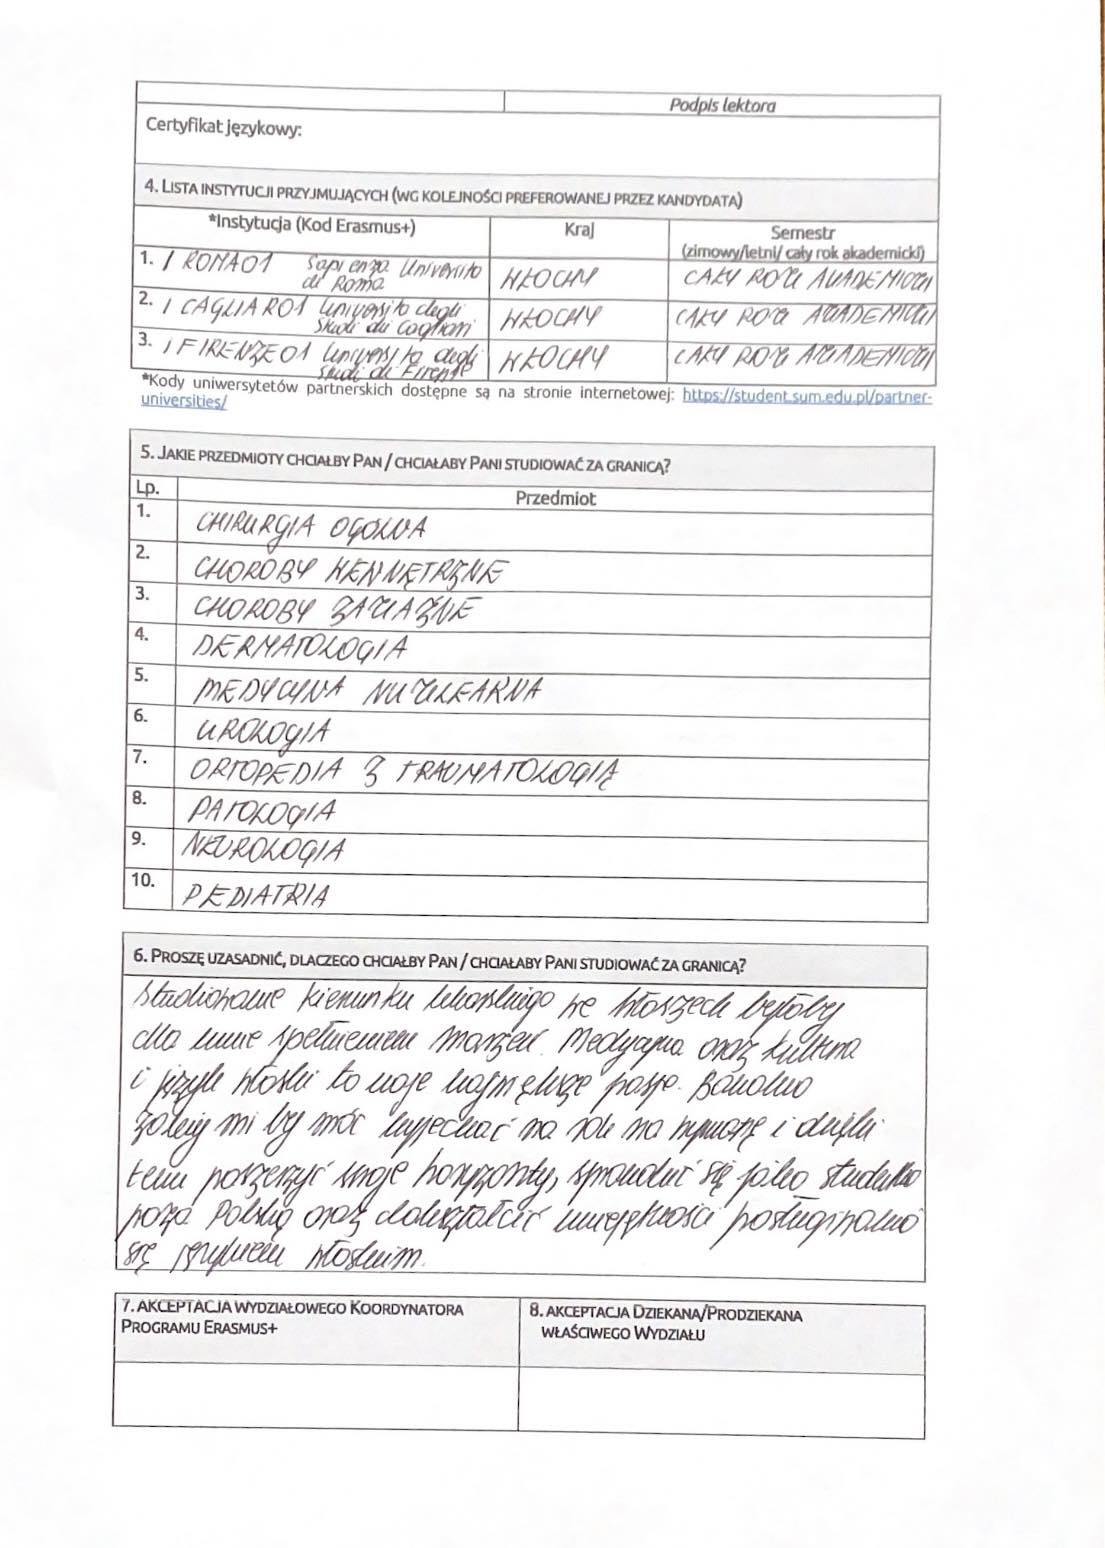 Podpis lektora
Certyfikat językowy:
4. LISTA INSTYTUCJI PRZYJMUJĄCYCH (WG KOLEJNOŚCI PREFEROWANEJ PRZEZ KANDYDATA)
*Instytucja (Kod Erasmus+) Kraj Semestr
(zimowy/letni/ cały rok akademicki)
1. I ROMA01 Sapienza Universito WŁOCHY CAŁY ROK AKADEMICKI
di Roma
2. I CAGLIAR01 Universito degli WŁOCHY CAŁY ROK AKADEMICKI
Studi di Cagliari
3. I FIRENZE01 Universito degli WŁOCHY CAŁY ROK AKADEMICKI
Studi di Firenze
*Kody uniwersytetów partnerskich dostępne są na stronie internetowej: https://student.sum.edu.pl/partner-
universities/
5. JAKIE PRZEDMIOTY CHCIAŁBY PAN / CHCIAŁABY PANI STUDIOWAĆ ZA GRANICĄ?
Lp. Przedmiot
1. CHIRURGIA OGÓLNA
2. CHOROBY WEWNĘTRZNE
3. CHOROBY ZAKAŹNE
4. DERMATOLOGIA
5. MEDYCYNA NUKLEARNA
6. UROLOGIA
7. ORTOPEDIA Z TRAUMATOLOGIĄ
8. PATOLOGIA
9. NEUROLOGIA
10. PEDIATRIA
6. PROSZĘ UZASADNIĆ, DLACZEGO CHCIAŁBY PAN / CHCIAŁABY PANI STUDIOWAĆ ZA GRANICĄ?
Studiowanie kierunku lekarskiego we Włoszech byłoby
dla mnie spełnieniem marzeń. Medycyna oraz kultura
i język włoski to moje największe pasje. Bardzo
zależy mi by móc wyjechać na rok na wymianę i dzięki
temu poszerzyć swoje horyzonty, sprawdzić się jako studentka
poza Polską oraz dokształcić umiejętności posługiwania
się językiem włoskim.
7. AKCEPTACJA WYDZIAŁOWEGO KOORDYNATORA
PROGRAMU ERASMUS+
8. AKCEPTACJA DZIEKANA/PRODZIEKANA
WŁAŚCIWEGO WYDZIAŁU